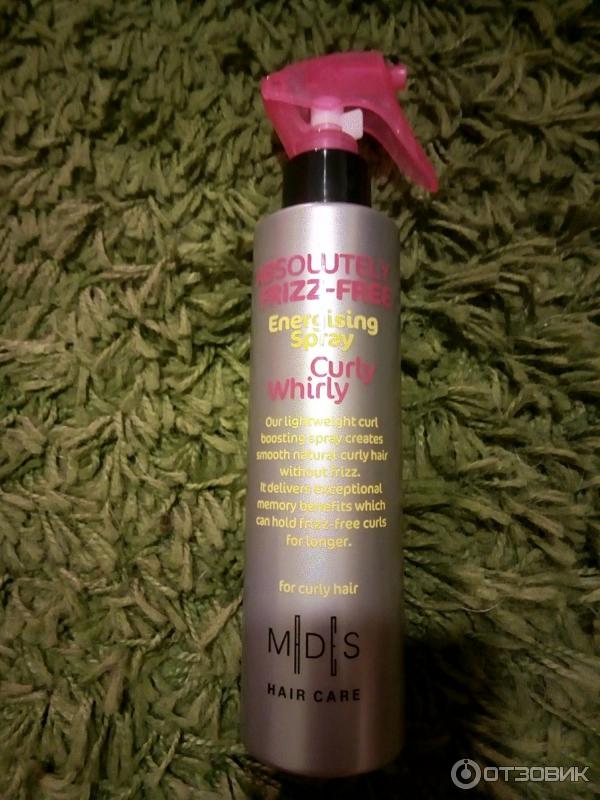 ABSOLUTELY
FRIZZ-FREE
Energising
Spray
Curly
Whirly
Our lightweight curl
boosting spray creates
smooth natural curly hair
without frizz.
It delivers exceptional
memory benefits which
can hold frizz-free curls
for longer.
for curly hair
MADES
HAIR CARE
ОТЗОВИК